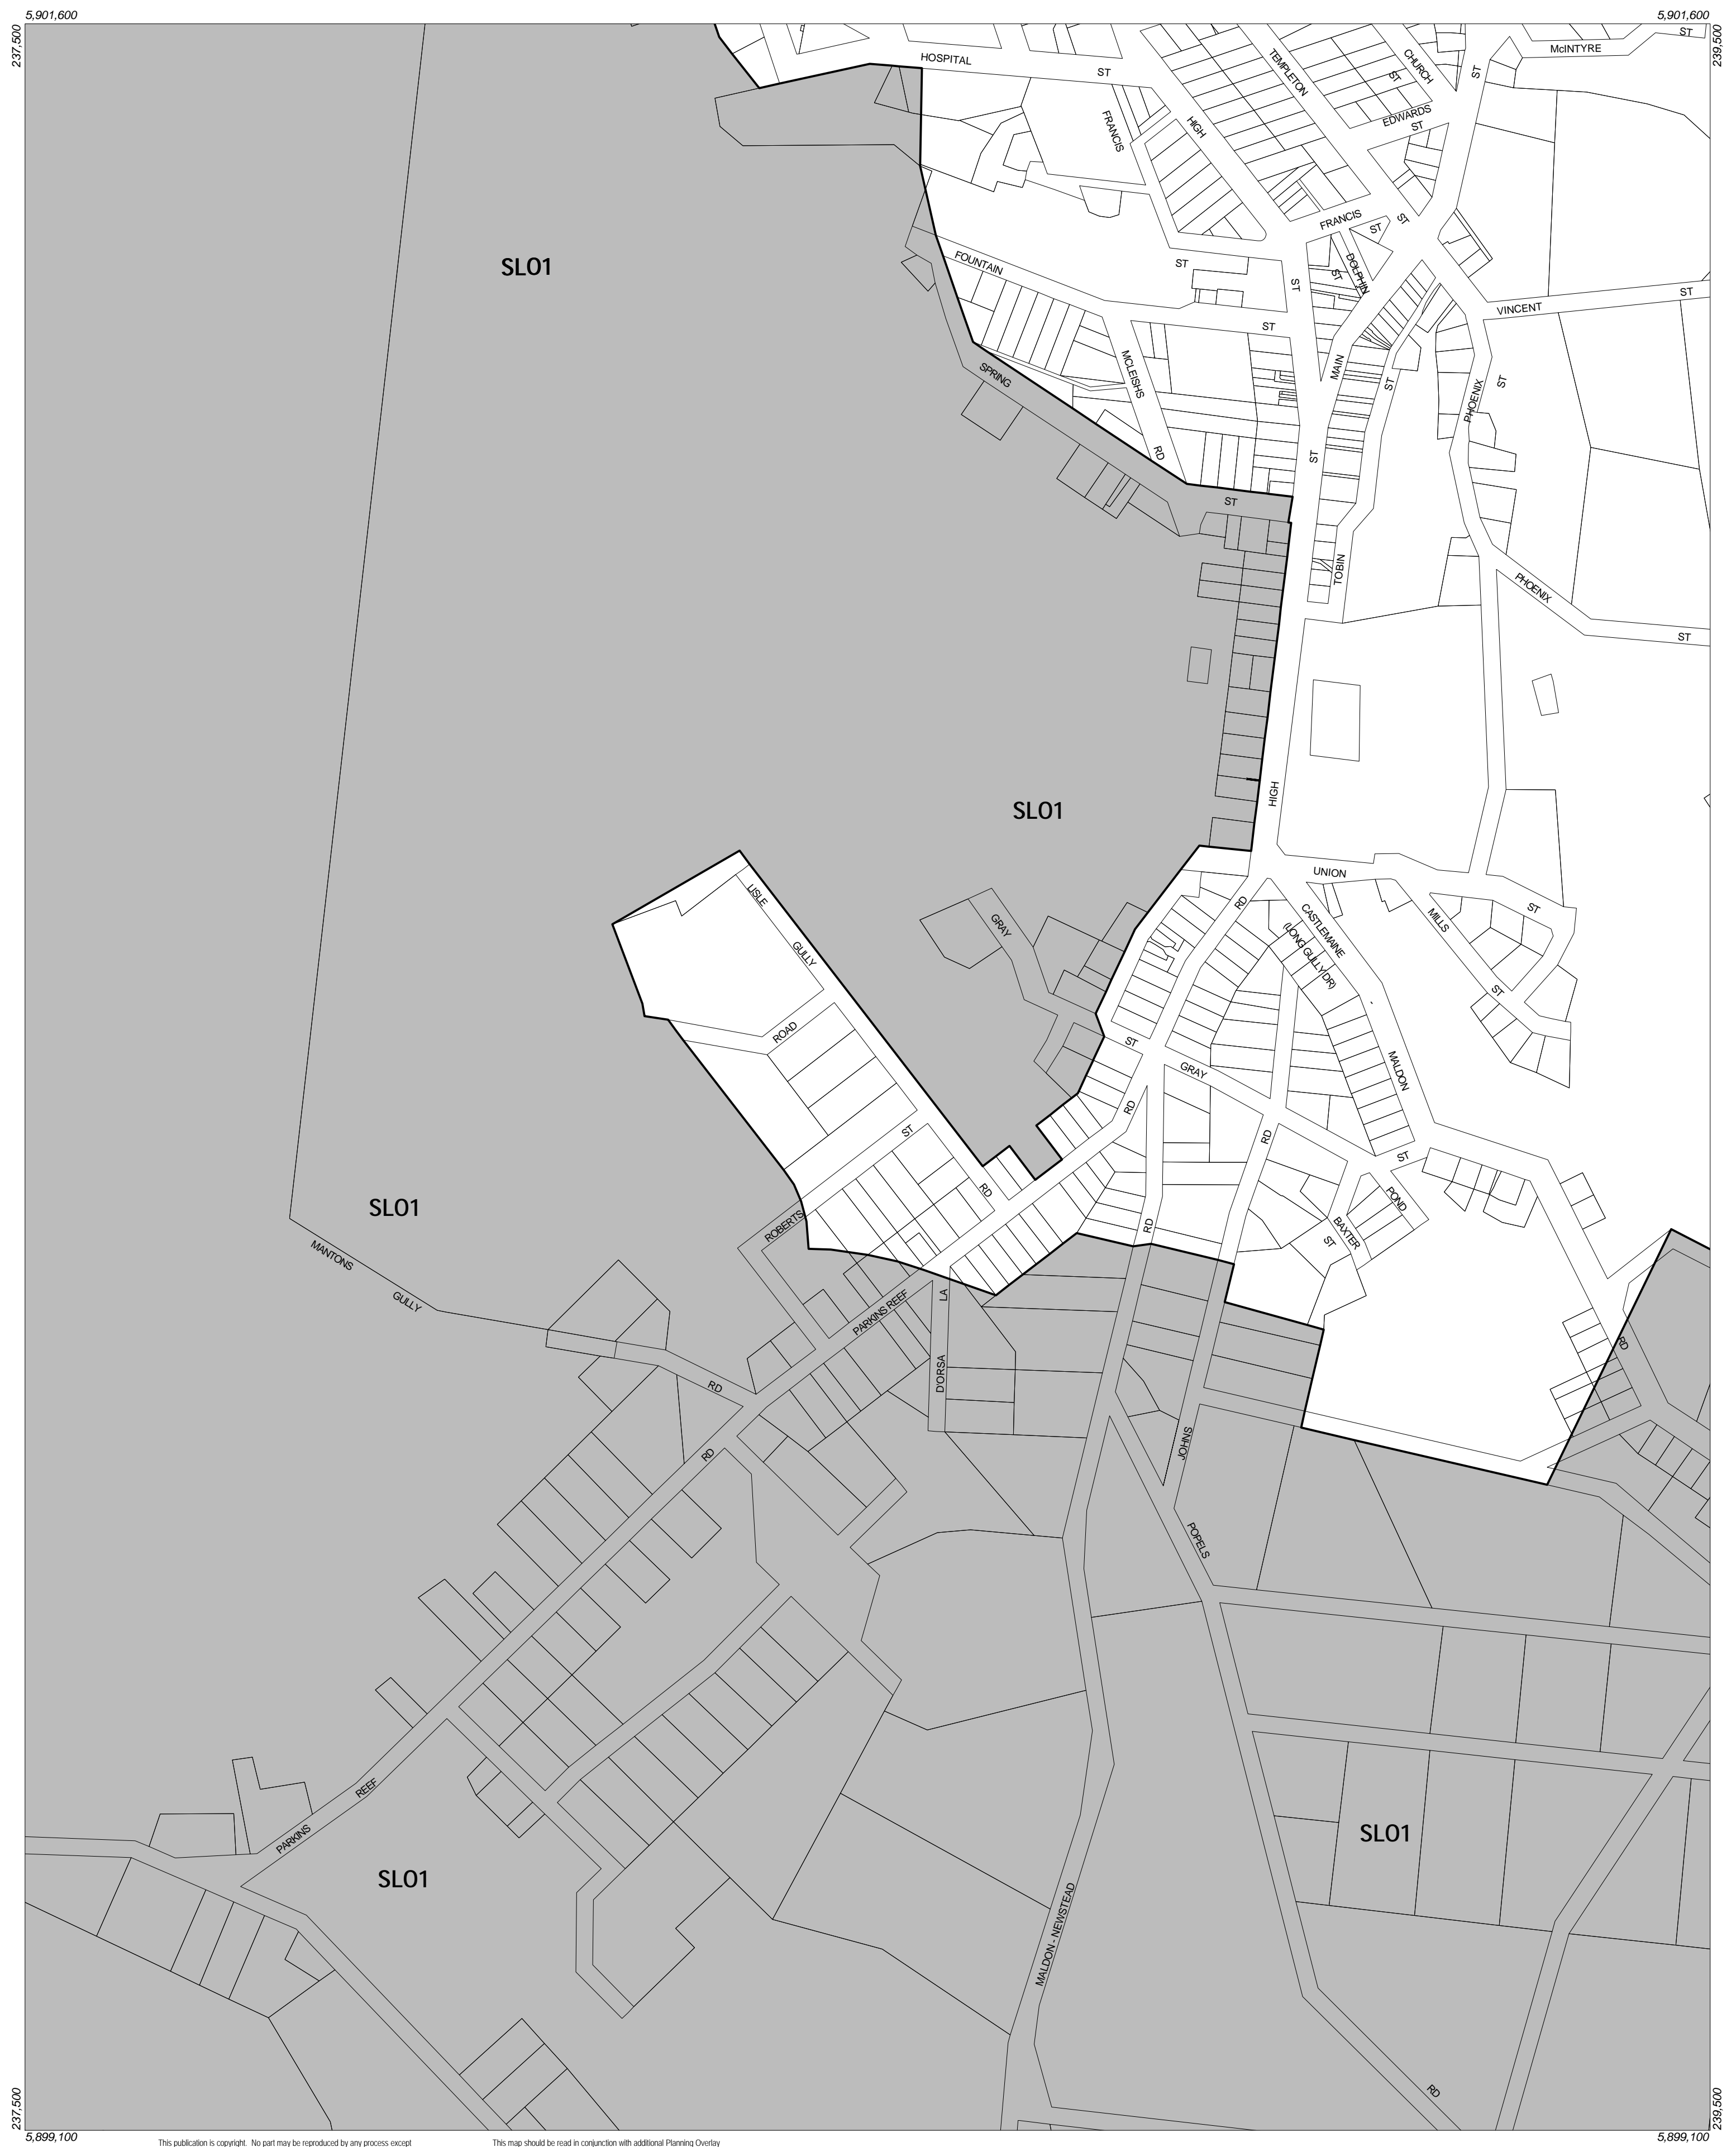 5,901,600
5,901,600
237,500
239,500
McINTYRE
ST
HOSPITAL
ST
TEMPLETON
CHURCH
ST
ST
EDWARDS
ST
FRANCIS
HIGH
FRANCIS
ST
ST
DOLPHIN
ST
SLO1
FOUNTAIN
ST
ST
VINCENT
ST
ST
MCLEISHS
RD
MAIN
ST
PHOENIX
ST
SPRING
ST
ST
TOBIN
PHOENIX
ST
SLO1
HIGH
UNION
ST
MILLS
ST
LISLE
GULLY
ROAD
GRAY
ST
RD
CASTLEMAINE
(LONG GULLY DR)
MALDON
GRAY
RD
ST
RD
ST
RD
POND
BAXTER
ST
SLO1
MANTONS
GULLY
RD
ROBERTS
PARKINS REEF
LA
D'ORSA
RD
RD
RD
JOHNS
POPELS
REEF
PARKINS
SLO1
SLO1
MALDON - NEWSTEAD
RD
237,500
239,500
5,899,100
5,899,100
This publication is copyright. No part may be reproduced by any process except
This map should be read in conjunction with additional Planning Overlay